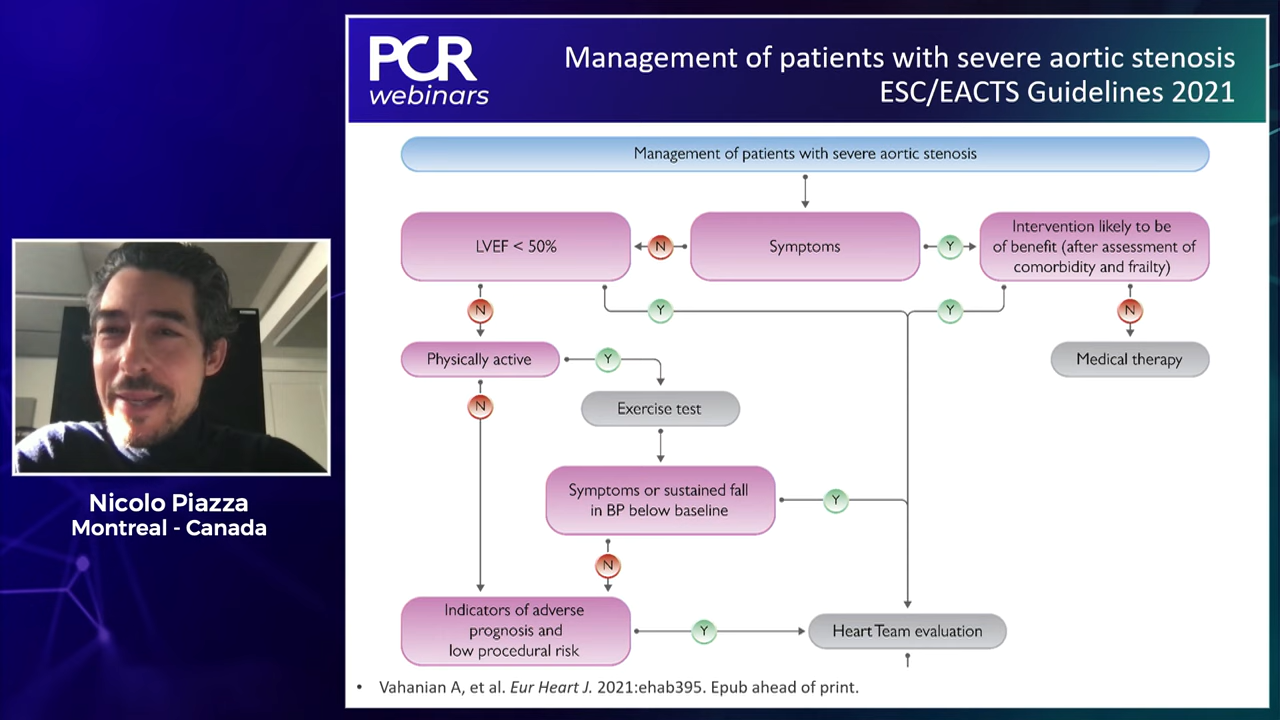 PCR
webinars
Management of patients with severe aortic stenosis
ESC/EACTS Guidelines 2021
Management of patients with severe aortic stenosis
LVEF < 50%
N
Symptoms
Y
Intervention likely to be
of benefit (after assessment of
comorbidity and frailty)
N
Y
Y
N
Physically active
Y
Medical therapy
N
Exercise test
Symptoms or sustained fall
in BP below baseline
Y
N
Indicators of adverse
prognosis and
low procedural risk
Y
Heart Team evaluation
• Vahanian A, et al. Eur Heart J. 2021:ehab395. Epub ahead of print.
Nicolo Piazza
Montreal - Canada